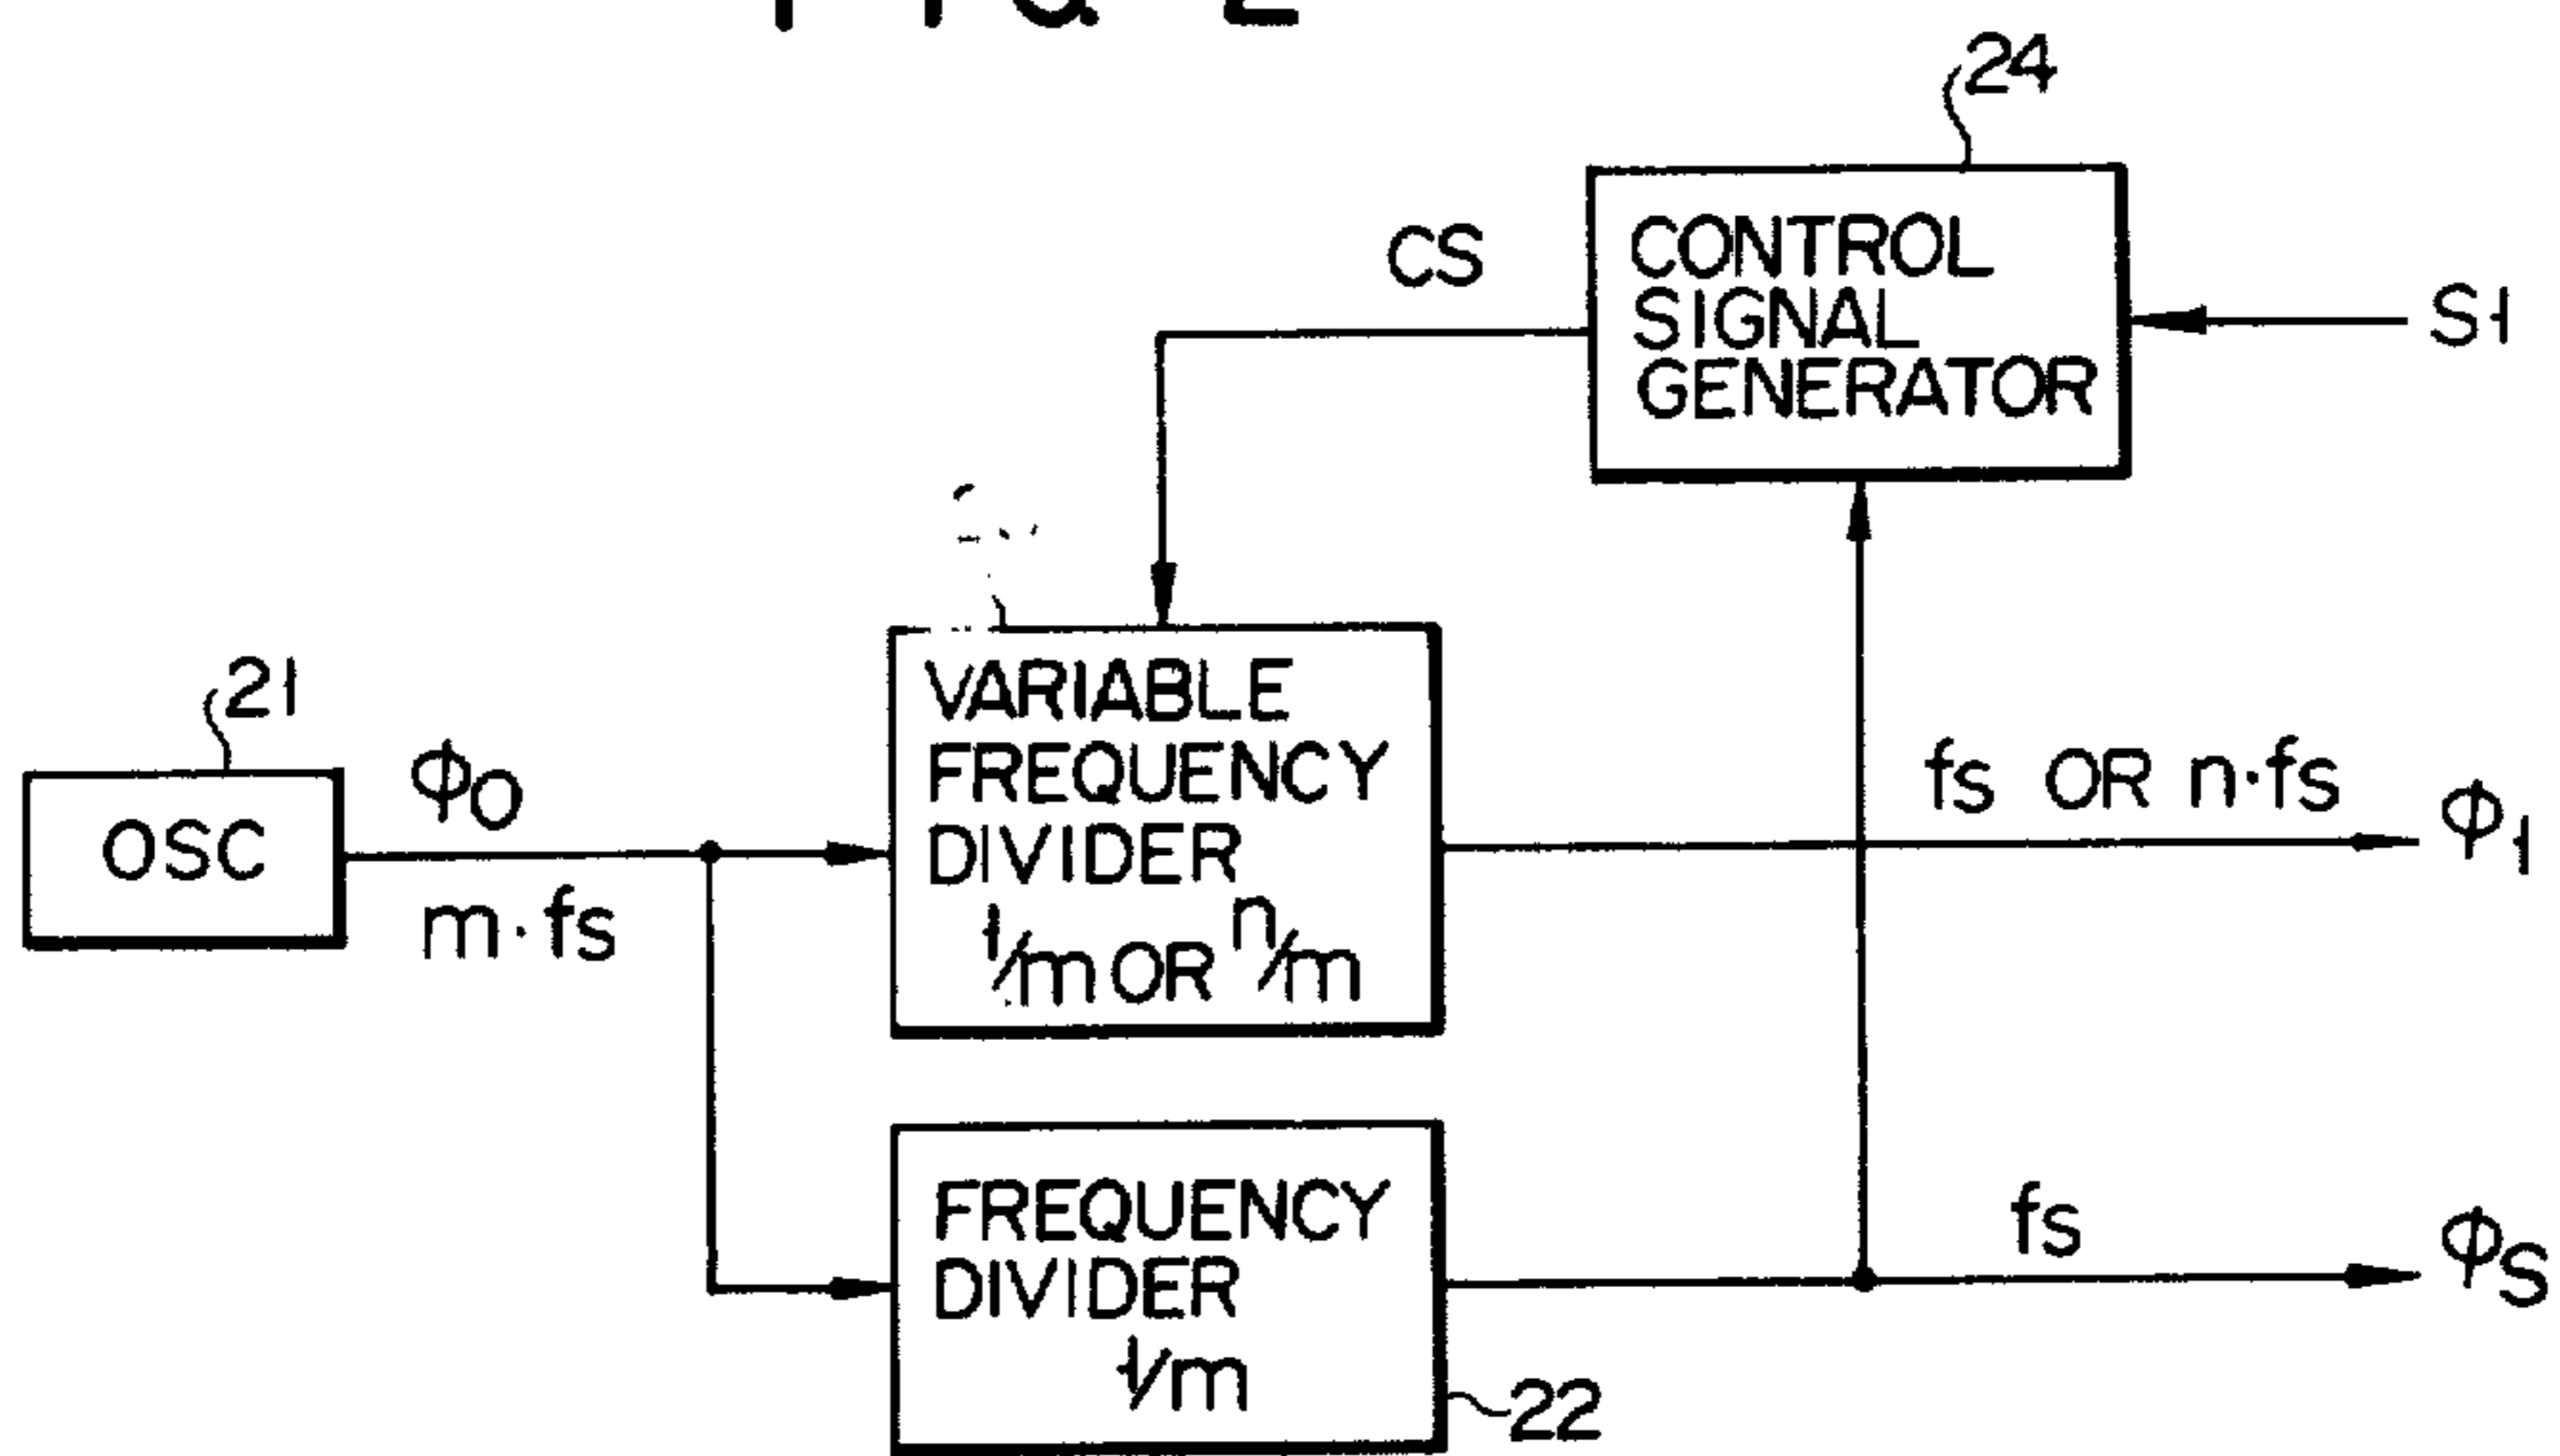 24
CS
CONTROL
SIGNAL
GENERATOR
S1
21
OSC
φ0
m·fs
VARIABLE
FREQUENCY
DIVIDER
1/m OR n/m
fs OR n·fs
φ1
FREQUENCY
DIVIDER
1/m
22
fs
φS